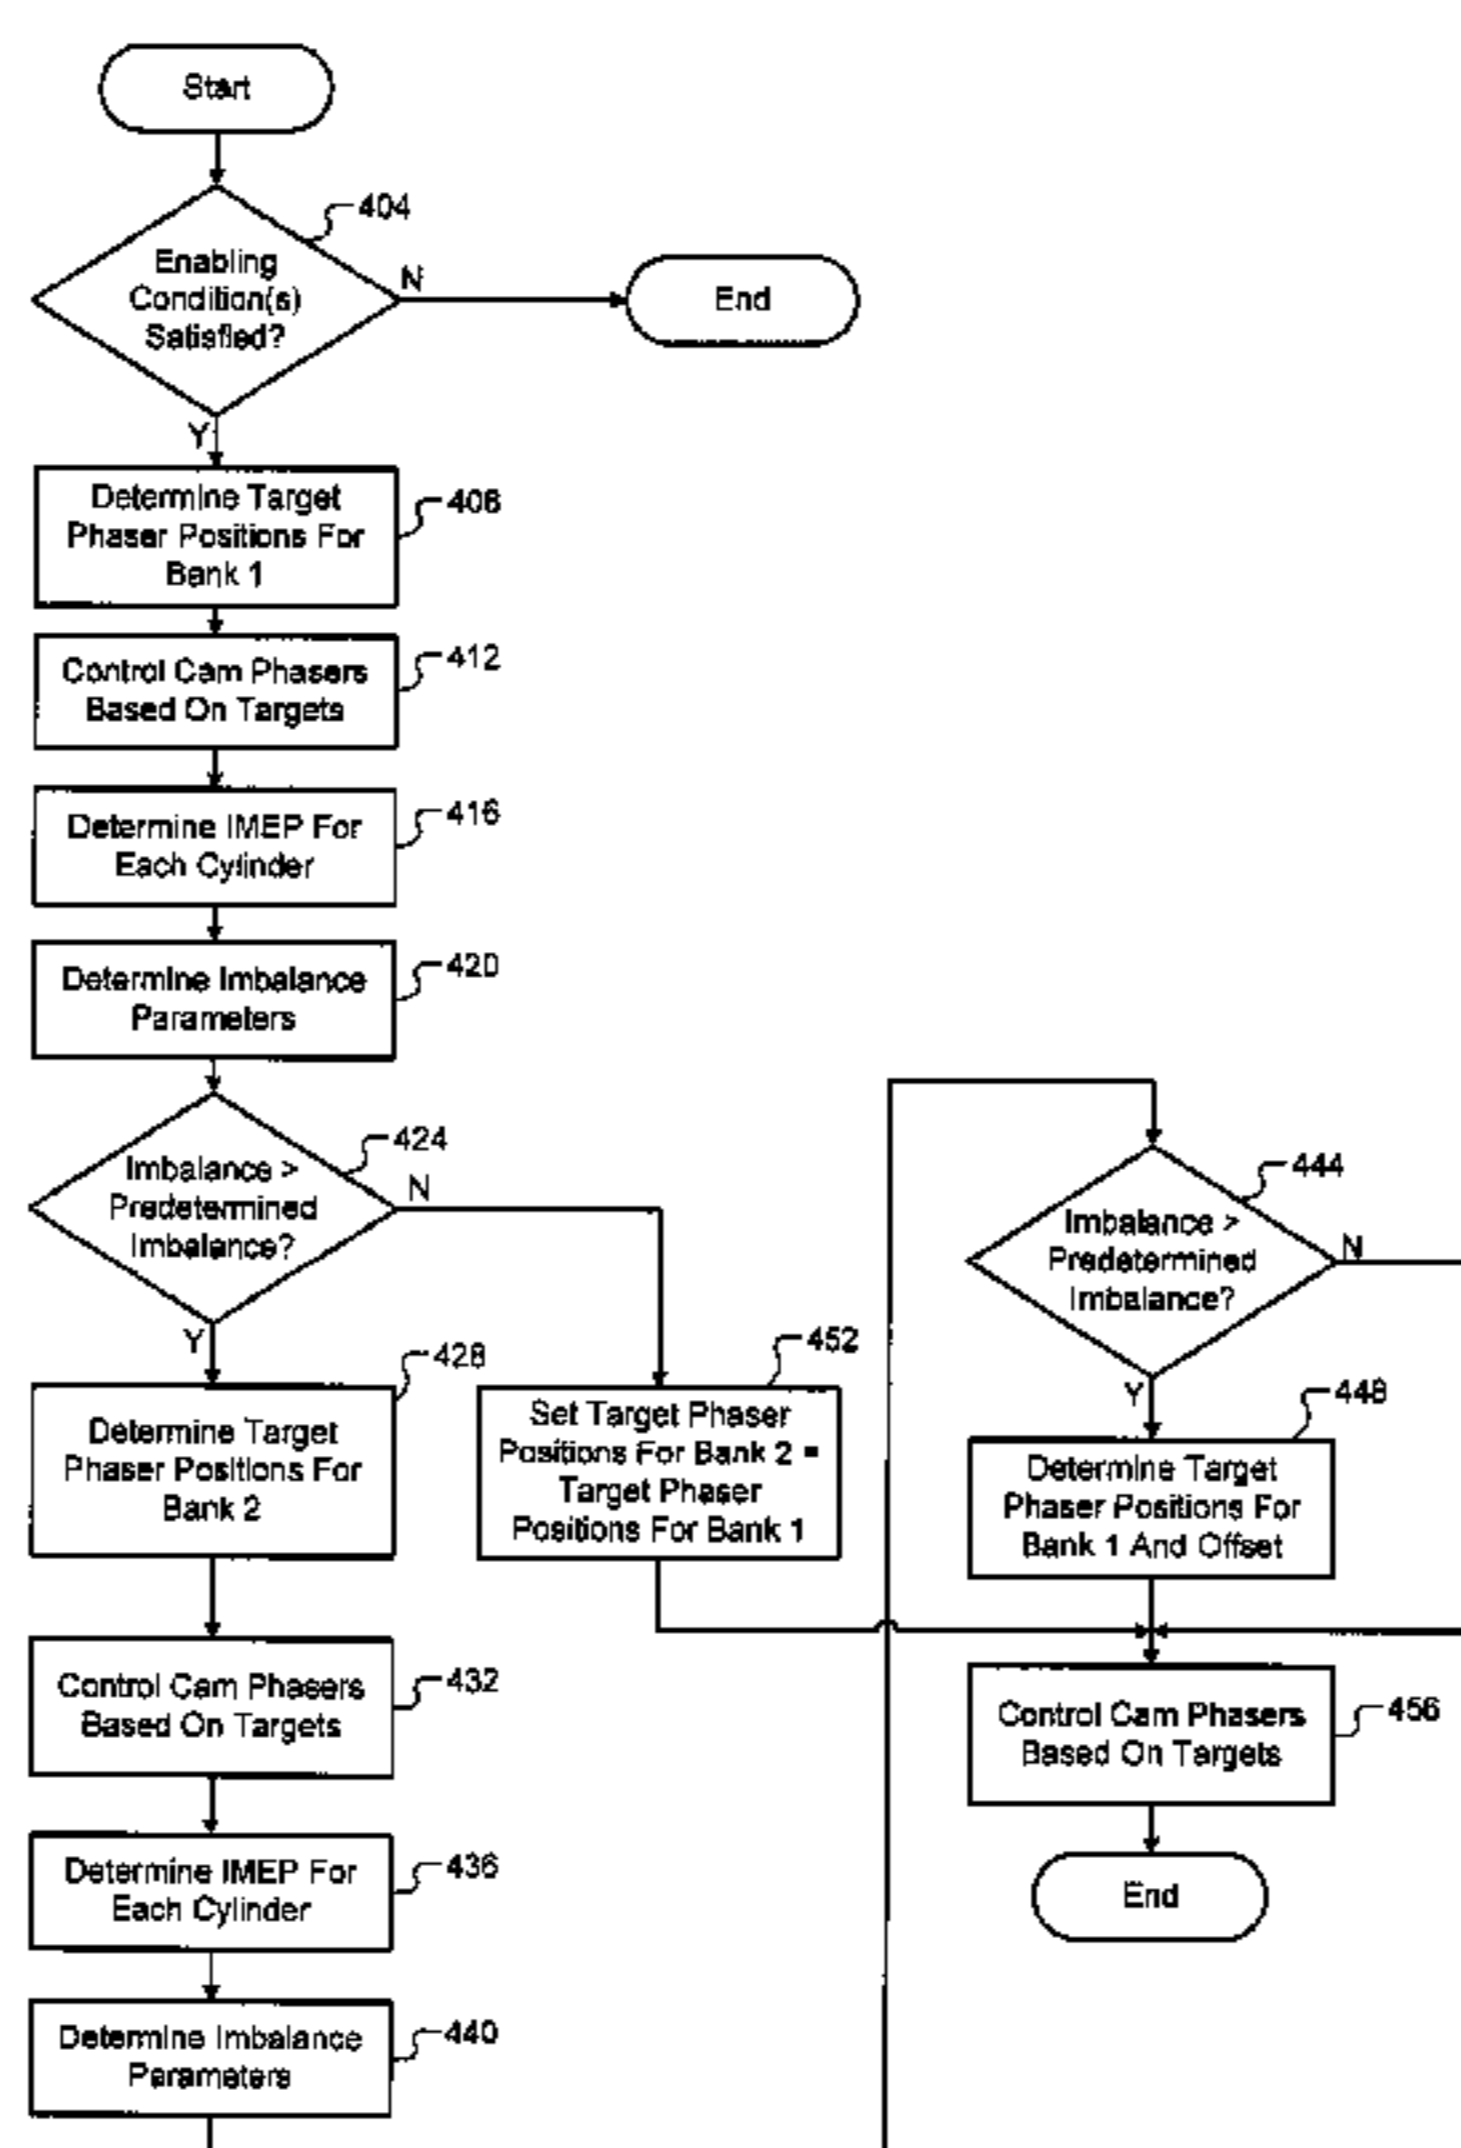 Start
404
Enabling
Condition(s)
Satisfied?
N
End
Y
Determine Target
Phaser Positions For
Bank 1
408
Control Cam Phasers
Based On Targets
412
Determine IMEP For
Each Cylinder
416
Determine Imbalance
Parameters
420
424
Imbalance >
Predetermined
Imbalance?
N
Y
428
Determine Target
Phaser Positions For
Bank 2
452
Set Target Phaser
Positions For Bank 2 =
Target Phaser
Positions For Bank 1
Control Cam Phasers
Based On Targets
432
Determine IMEP For
Each Cylinder
436
Determine Imbalance
Parameters
440
444
Imbalance >
Predetermined
Imbalance?
N
Y
448
Determine Target
Phaser Positions For
Bank 1 And Offset
Control Cam Phasers
Based On Targets
456
End